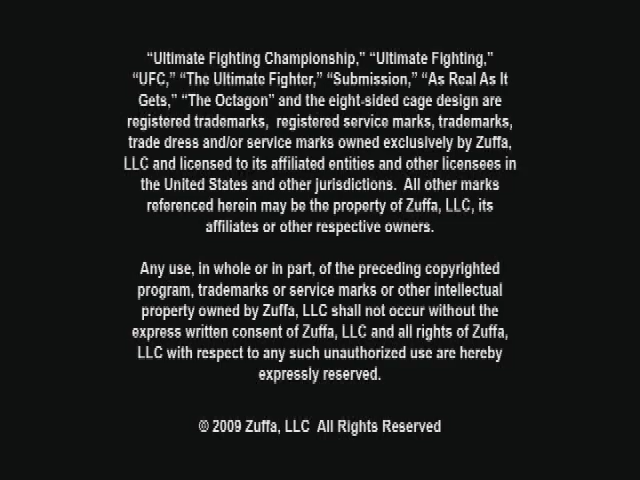 “Ultimate Fighting Championship,” “Ultimate Fighting,”
“UFC,” “The Ultimate Fighter,” “Submission,” “As Real As It
Gets,” “The Octagon” and the eight-sided cage design are
registered trademarks,  registered service marks, trademarks,
trade dress and/or service marks owned exclusively by Zuffa,
LLC and licensed to its affiliated entities and other licensees in
the United States and other jurisdictions.  All other marks
referenced herein may be the property of Zuffa, LLC, its
affiliates or other respective owners.
Any use, in whole or in part, of the preceding copyrighted
program, trademarks or service marks or other intellectual
property owned by Zuffa, LLC shall not occur without the
express written consent of Zuffa, LLC and all rights of Zuffa,
LLC with respect to any such unauthorized use are hereby
expressly reserved.
© 2009 Zuffa, LLC  All Rights Reserved